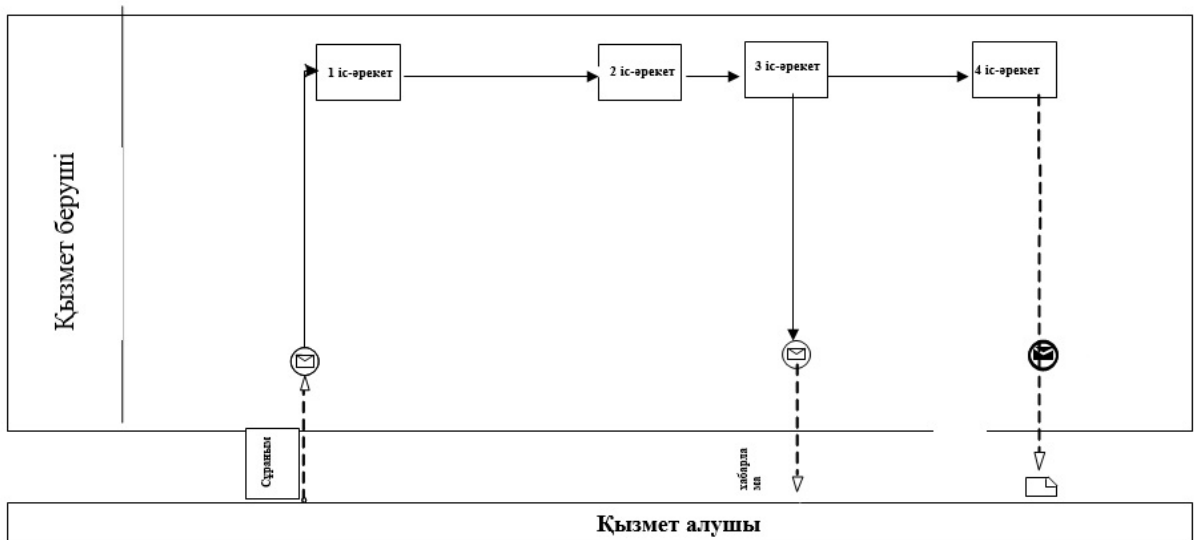 1 іс-әрекет
2 іс-әрекет
3 іс-әрекет
4 іс-әрекет
Қызмет беруші
Сұраным
хабарла
ма
Қызмет алушы